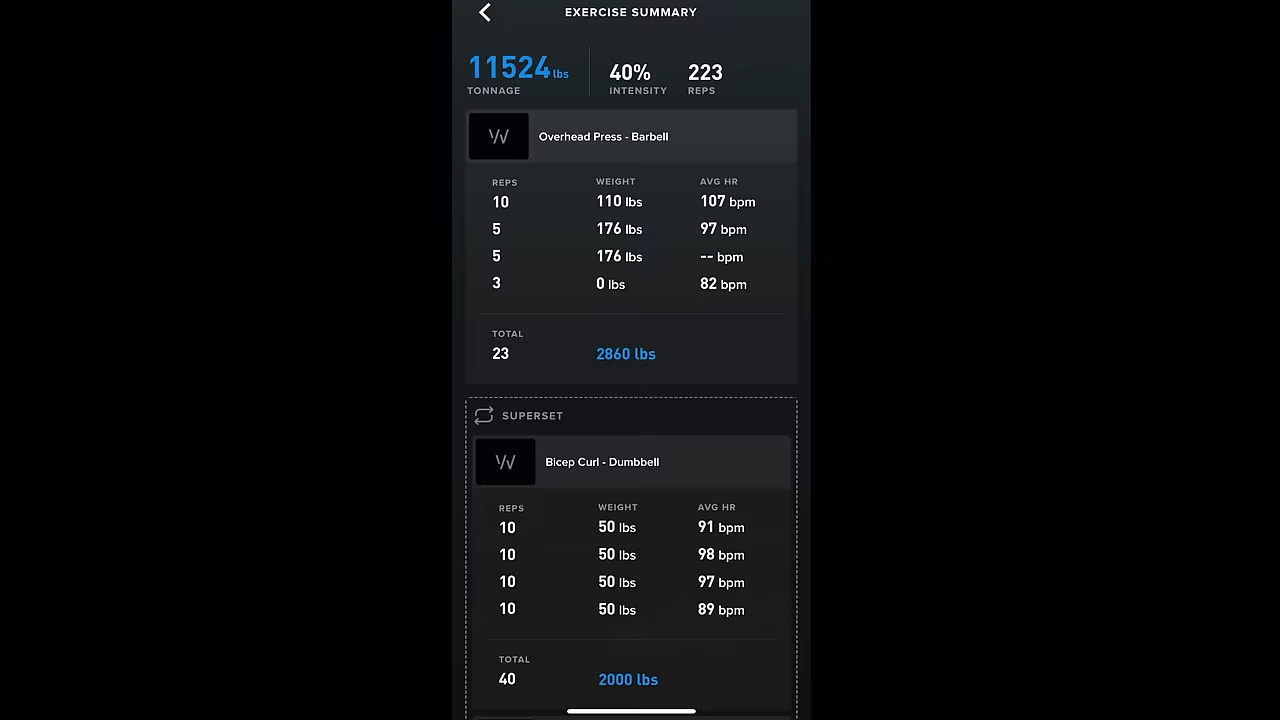 EXERCISE SUMMARY
11524 lbs 40% 223
TONNAGE INTENSITY REPS
Overhead Press - Barbell
REPS WEIGHT AVG HR
10 110 lbs 107 bpm
5 176 lbs 97 bpm
5 176 lbs -- bpm
3 0 lbs 82 bpm
TOTAL
23 2860 lbs
SUPERSET
Bicep Curl - Dumbbell
REPS WEIGHT AVG HR
10 50 lbs 91 bpm
10 50 lbs 98 bpm
10 50 lbs 97 bpm
10 50 lbs 89 bpm
TOTAL
40 2000 lbs